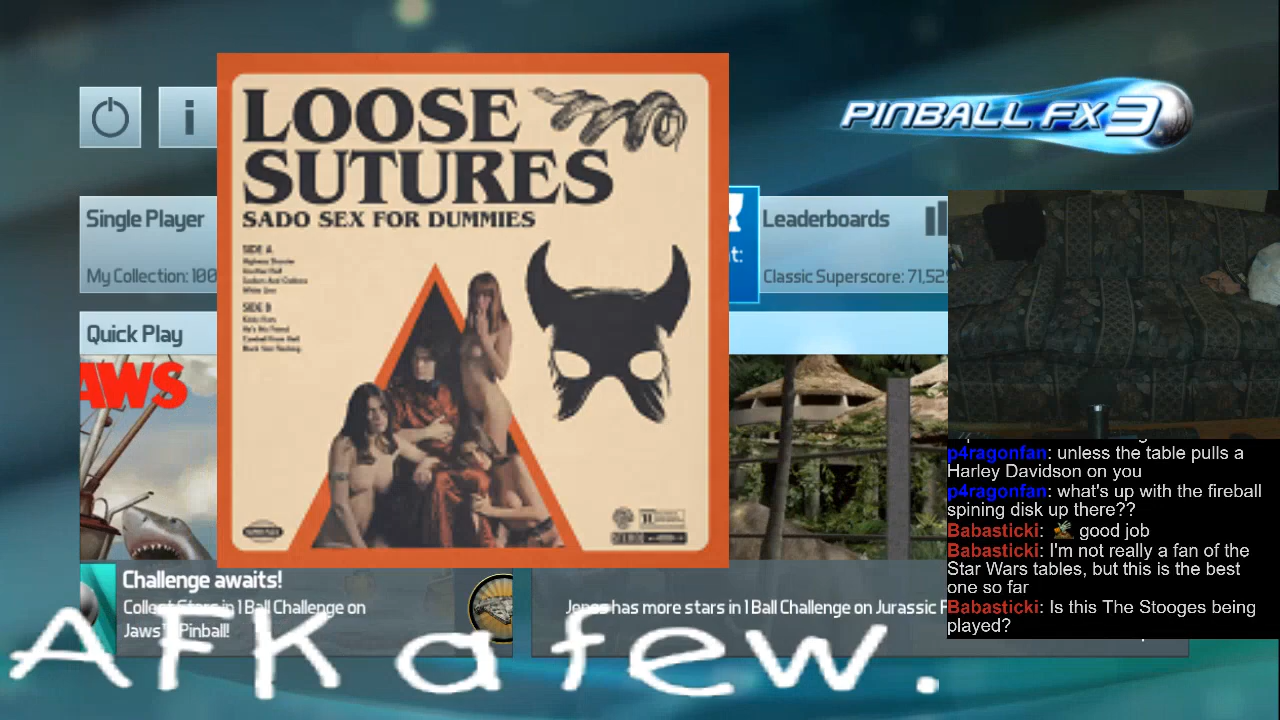 i
PINBALL FX3
LOOSE
SUTURES
SADO SEX FOR DUMMIES
SIDE A
SIDE B
Single Player
My Collection: 100
t:
Leaderboards
Classic Superscore: 71,52
Quick Play
AWS
Challenge awaits!
Collect Stars in 1 Ball Challenge on
Jaws™ Pinball!
Jones has more stars in 1 Ball Challenge on Jurassic P
AFK a few.
p4ragonfan: unless the table pulls a
Harley Davidson on you
p4ragonfan: what's up with the fireball
spining disk up there??
Babasticki: good job
Babasticki: I'm not really a fan of the
Star Wars tables, but this is the best
one so far
Babasticki: Is this The Stooges being
played?